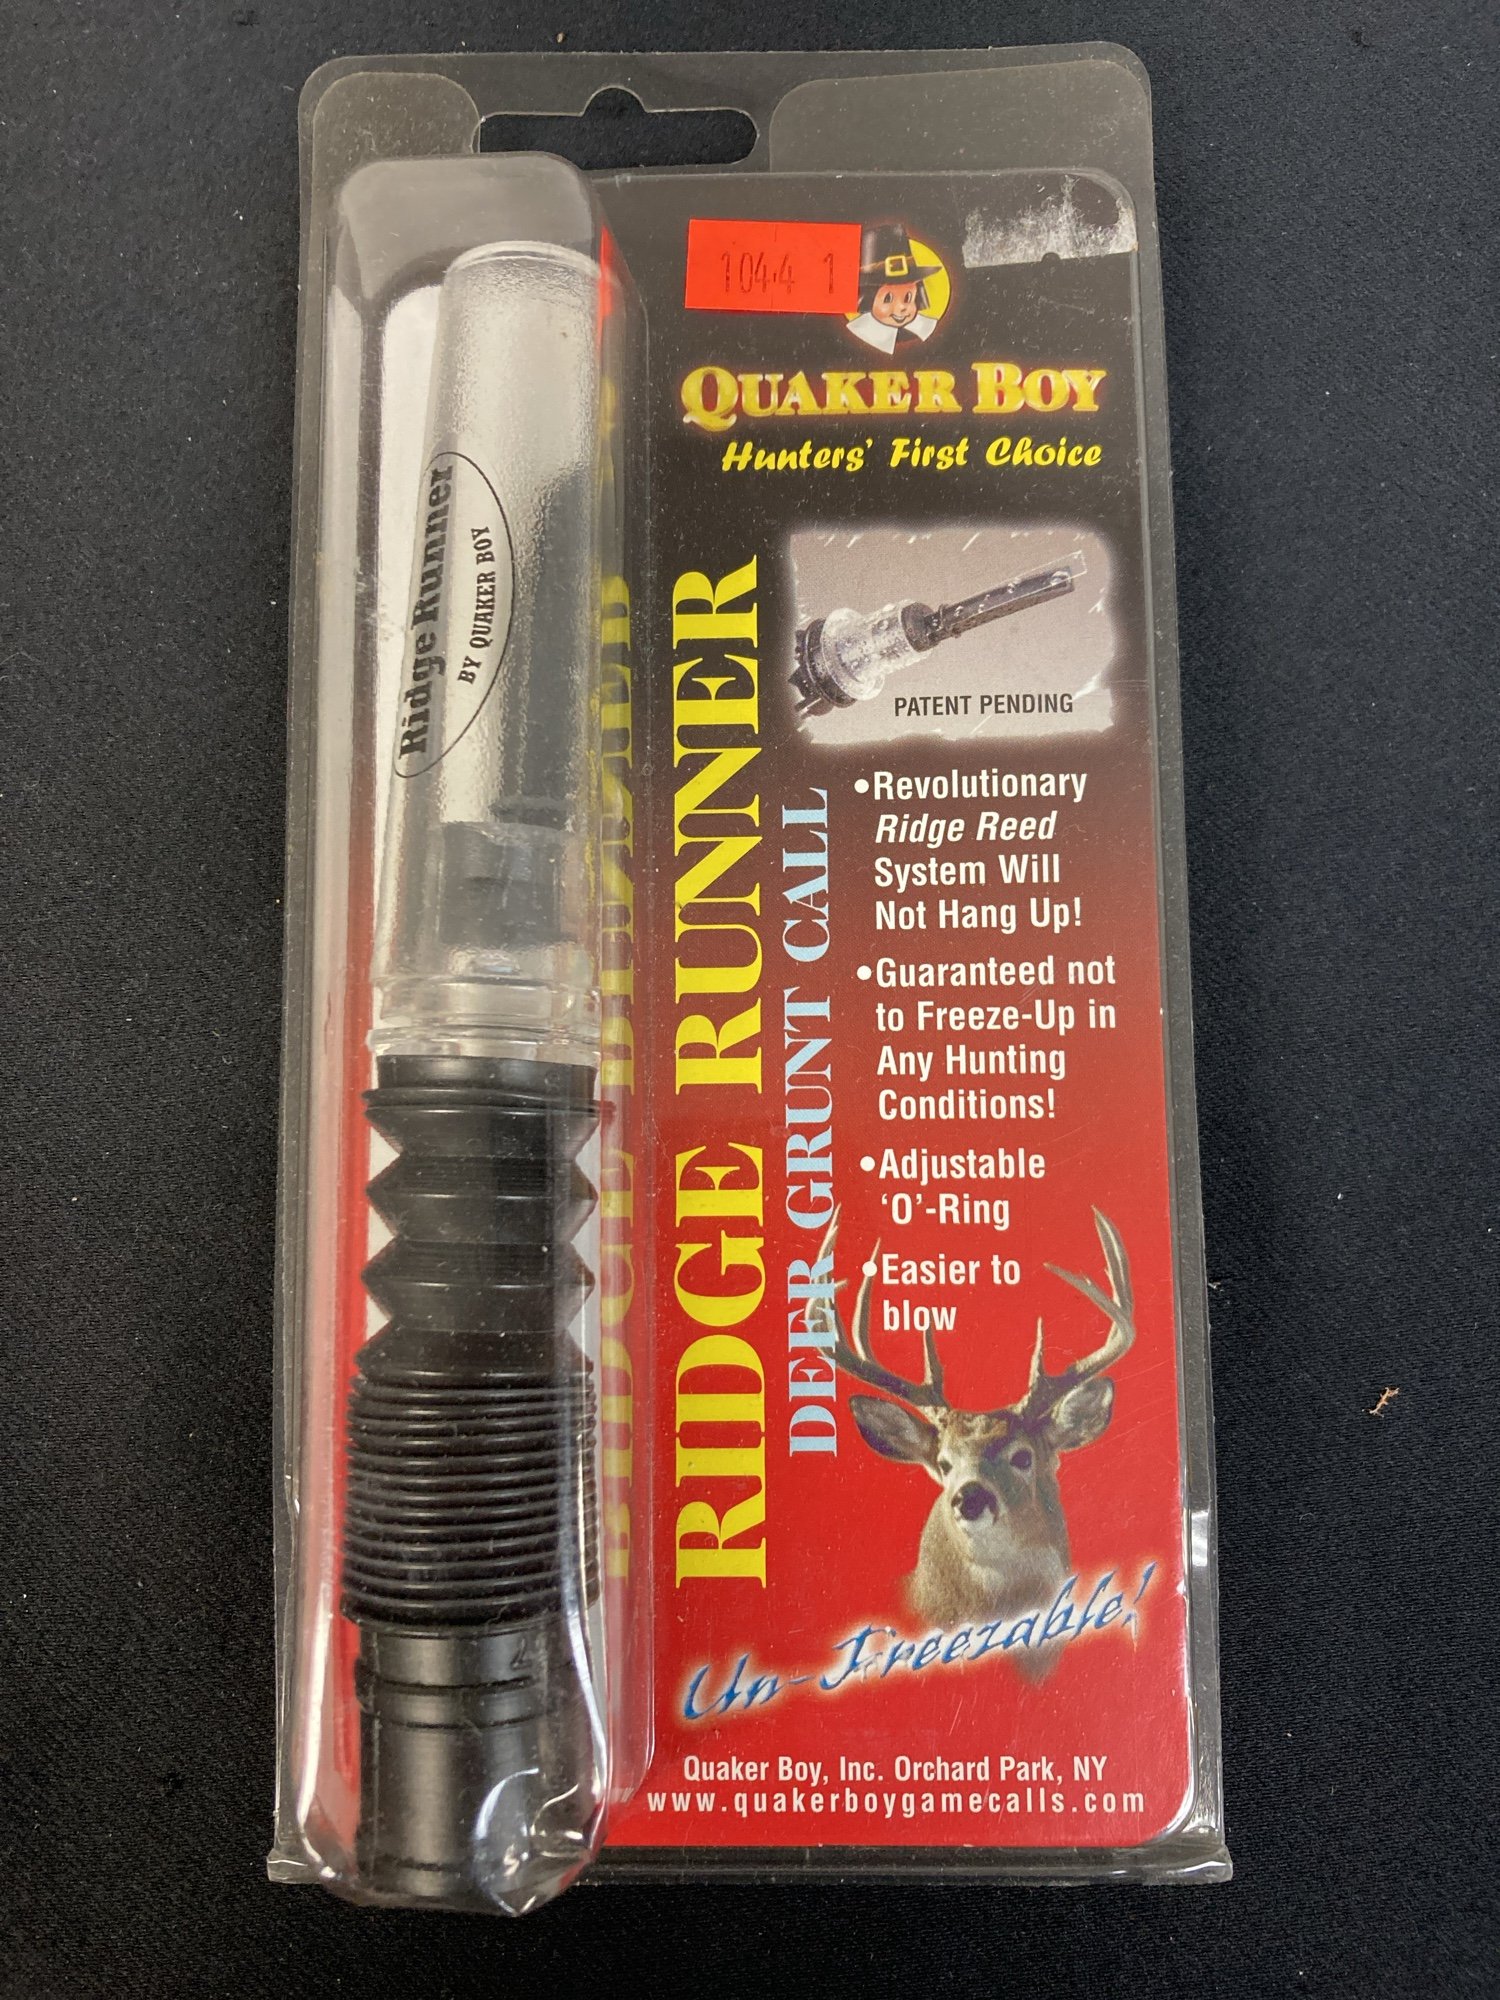 1044 1
QUAKER BOY
Hunters' First Choice
Ridge Runner
BY QUAKER BOY
RIDGE RUNNER
DEER GRUNT CALL
PATENT PENDING
•Revolutionary
Ridge Reed
System Will
Not Hang Up!
•Guaranteed not
to Freeze-Up in
Any Hunting
Conditions!
•Adjustable
'O'-Ring
•Easier to
blow
Un-Freezable!
Quaker Boy, Inc. Orchard Park, NY
www.quakerboygamecalls.com